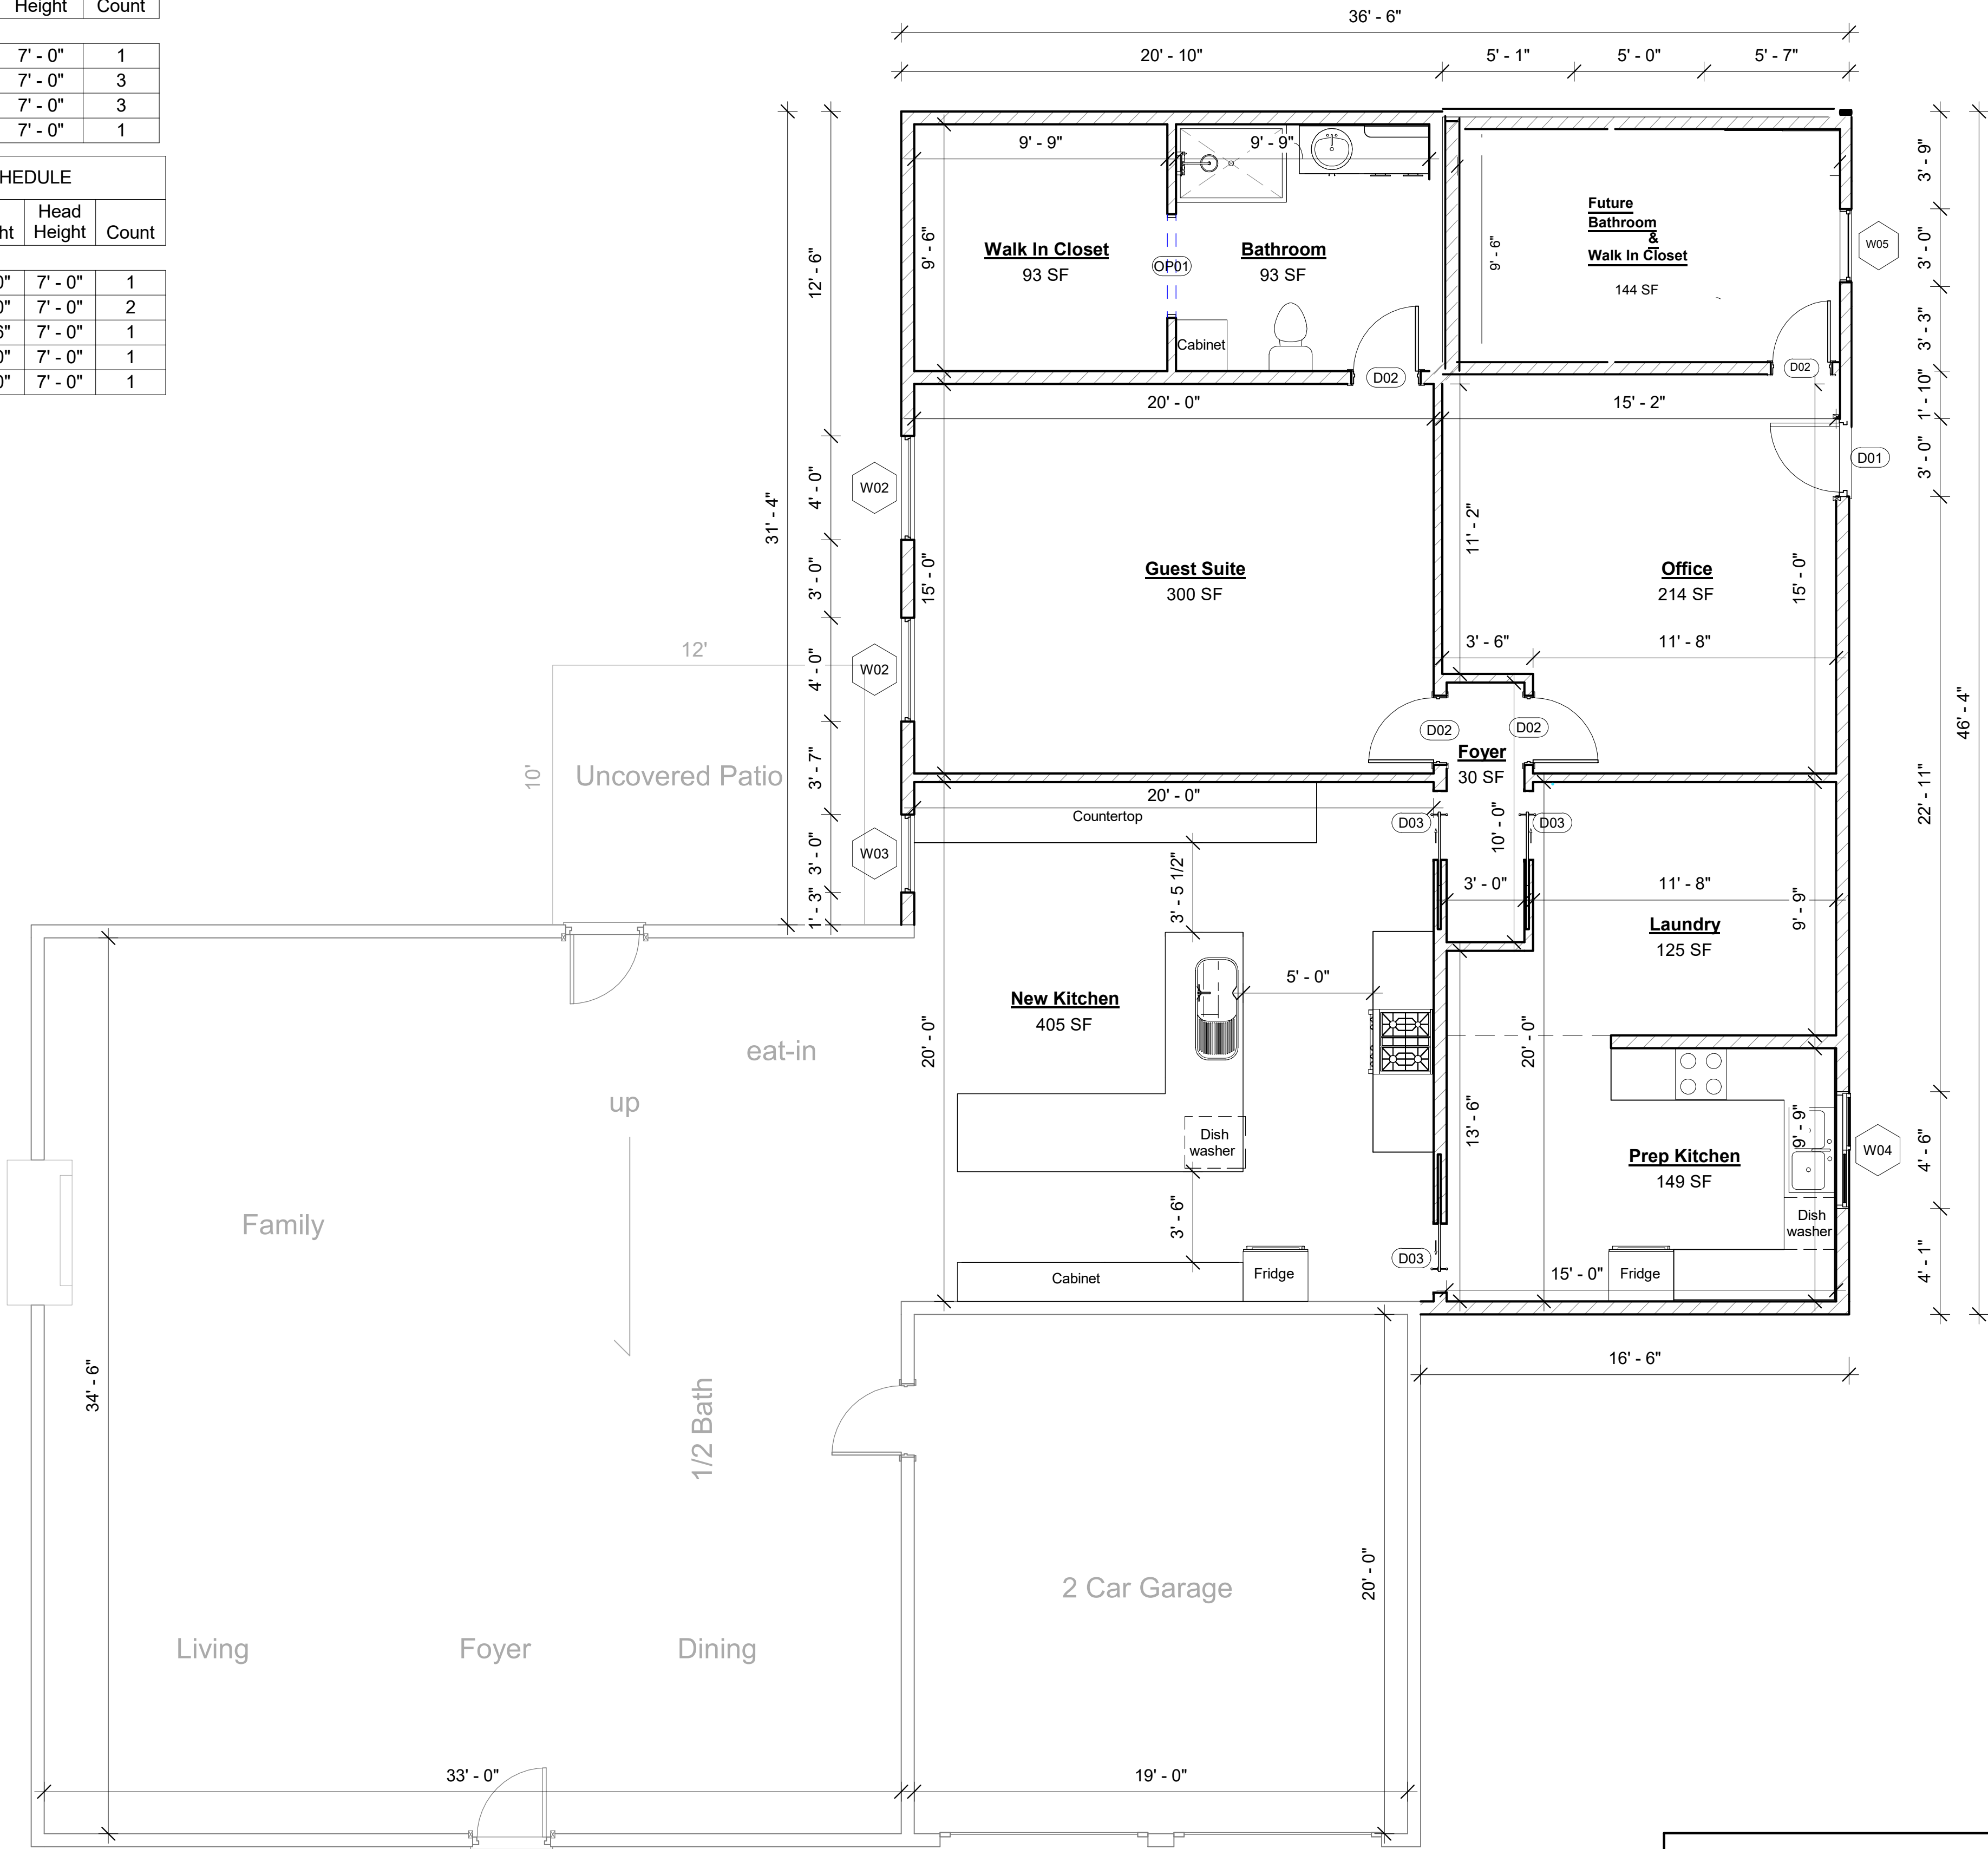 Height Count
7' - 0" 1
7' - 0" 3
7' - 0" 3
7' - 0" 1
HEDULE
Head
Height Count
7' - 0" 1
7' - 0" 2
7' - 0" 1
7' - 0" 1
7' - 0" 1
36' - 6"
20' - 10" 5' - 1" 5' - 0" 5' - 7"
9' - 9" 9' - 9"
3' - 9"
Future
Bathroom
&
Walk In Closet
144 SF
9' - 6"
W05
3' - 0"
12' - 6"
9' - 6"
Walk In Closet
93 SF
OP01
Bathroom
93 SF
Cabinet
D02
D02
3' - 3"
1' - 10"
20' - 0" 15' - 2"
D01
3' - 0"
31' - 4"
4' - 0"
W02
11' - 2"
3' - 0"
15' - 0"
Guest Suite
300 SF
Office
214 SF
15' - 0"
3' - 6" 11' - 8"
12'
4' - 0"
W02
46' - 4"
10'
Uncovered Patio
3' - 7"
D02
D02
Foyer
30 SF
22' - 11"
20' - 0"
Countertop
D03
D03
10' - 0"
3' - 0"
W03
3' - 5 1/2"
3' - 0" 11' - 8"
9' - 9"
1' - 3"
Laundry
125 SF
New Kitchen
405 SF
5' - 0"
20' - 0"
20' - 0"
eat-in
up
13' - 6"
Dish
washer
9' - 9"
W04
4' - 6"
Prep Kitchen
149 SF
Family
3' - 6"
Dish
washer
D03
Cabinet
Fridge
15' - 0"
Fridge
4' - 1"
34' - 6"
16' - 6"
1/2 Bath
20' - 0"
2 Car Garage
Living Foyer Dining
33' - 0" 19' - 0"